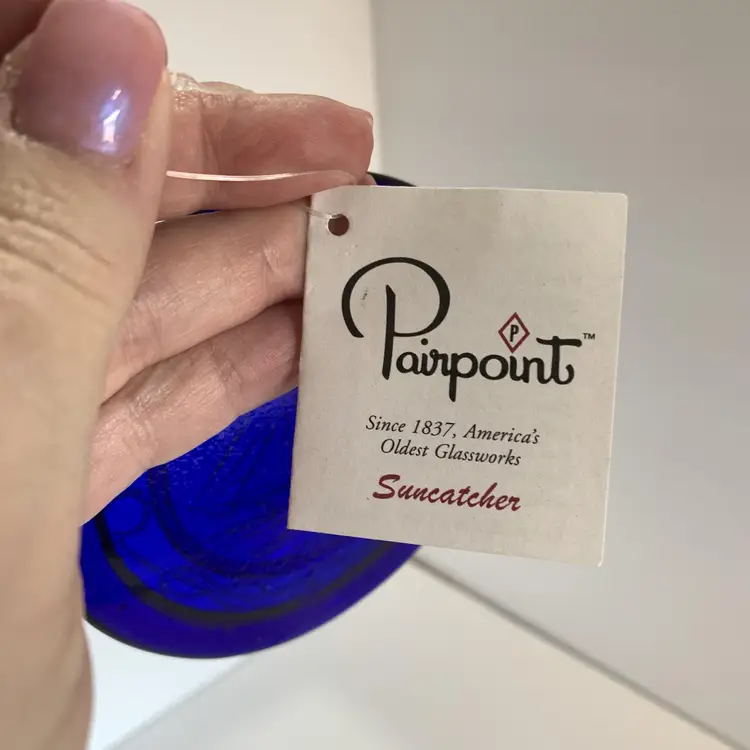 P
Pairpoint™
Since 1837, America's
Oldest Glassworks
Suncatcher